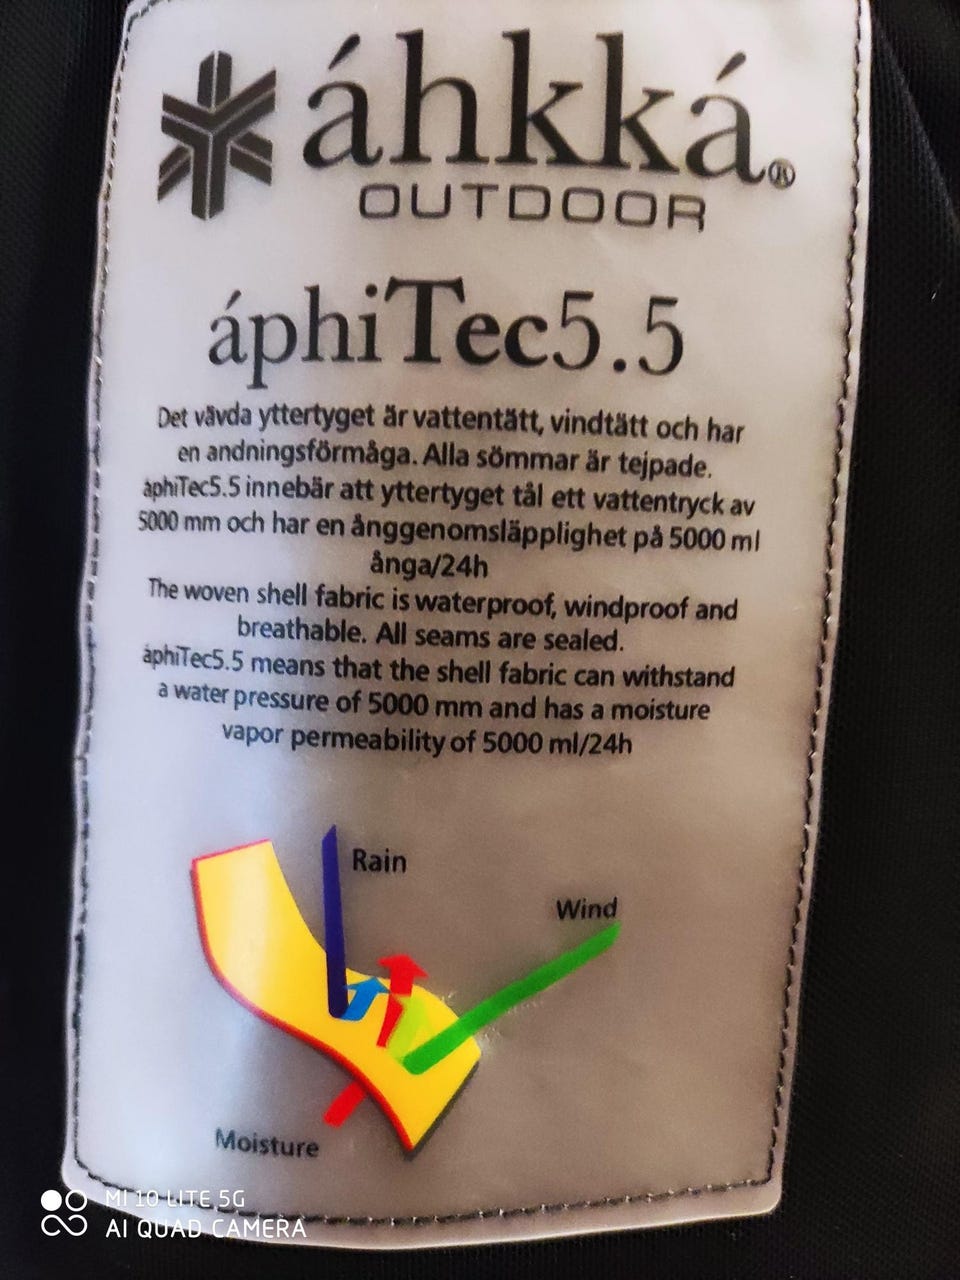 áhkká®
OUTDOOR
áphiTec5.5
Det vävda yttertyget är vattentätt, vindtätt och har
en andningsförmåga. Alla sömmar är tejpade.
áphiTec5.5 innebär att yttertyget tål ett vattentryck av
5000 mm och har en ånggenomsläpplighet på 5000 ml
ånga/24h
The woven shell fabric is waterproof, windproof and
breathable. All seams are sealed.
áphiTec5.5 means that the shell fabric can withstand
a water pressure of 5000 mm and has a moisture
vapor permeability of 5000 ml/24h
Rain
Wind
Moisture
MI 10 LITE 5G
AI QUAD CAMERA